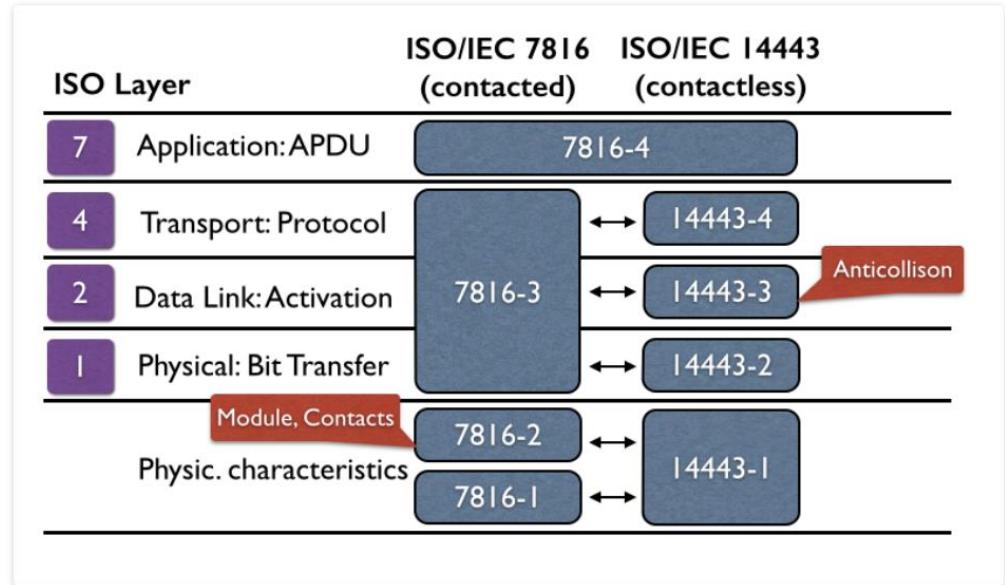 ISO/IEC 7816 ISO/IEC 14443
ISO Layer (contacted) (contactless)
7 Application: APDU 7816-4
4 Transport: Protocol 14443-4
Anticollison
2 Data Link: Activation 7816-3 14443-3
1 Physical: Bit Transfer 14443-2
Module, Contacts
7816-2
Physic. characteristics 14443-1
7816-1